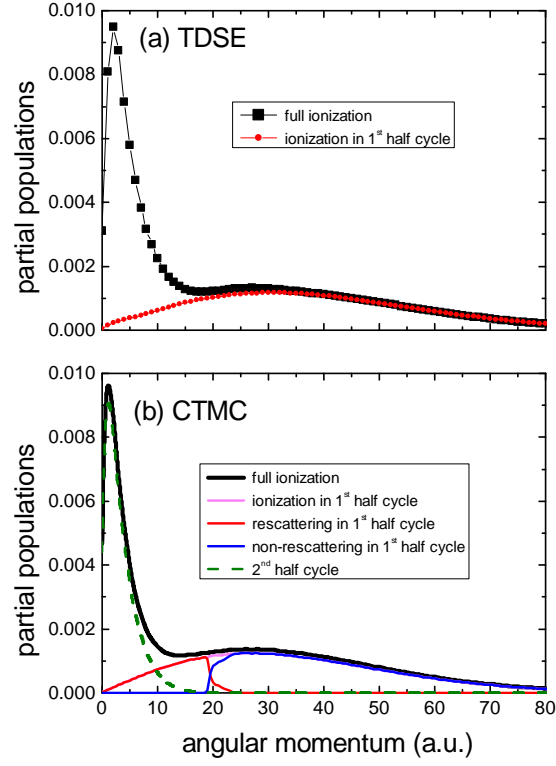 (a) TDSE
0.010
0.008
0.006
0.004
0.002
0.000
partial populations
full ionization
ionization in 1st half cycle
(b) CTMC
0.010
0.008
0.006
0.004
0.002
0.000
partial populations
full ionization
ionization in 1st half cycle
rescattering in 1st half cycle
non-rescattering in 1st half cycle
2nd half cycle
0 10 20 30 40 50 60 70 80
angular momentum (a.u.)